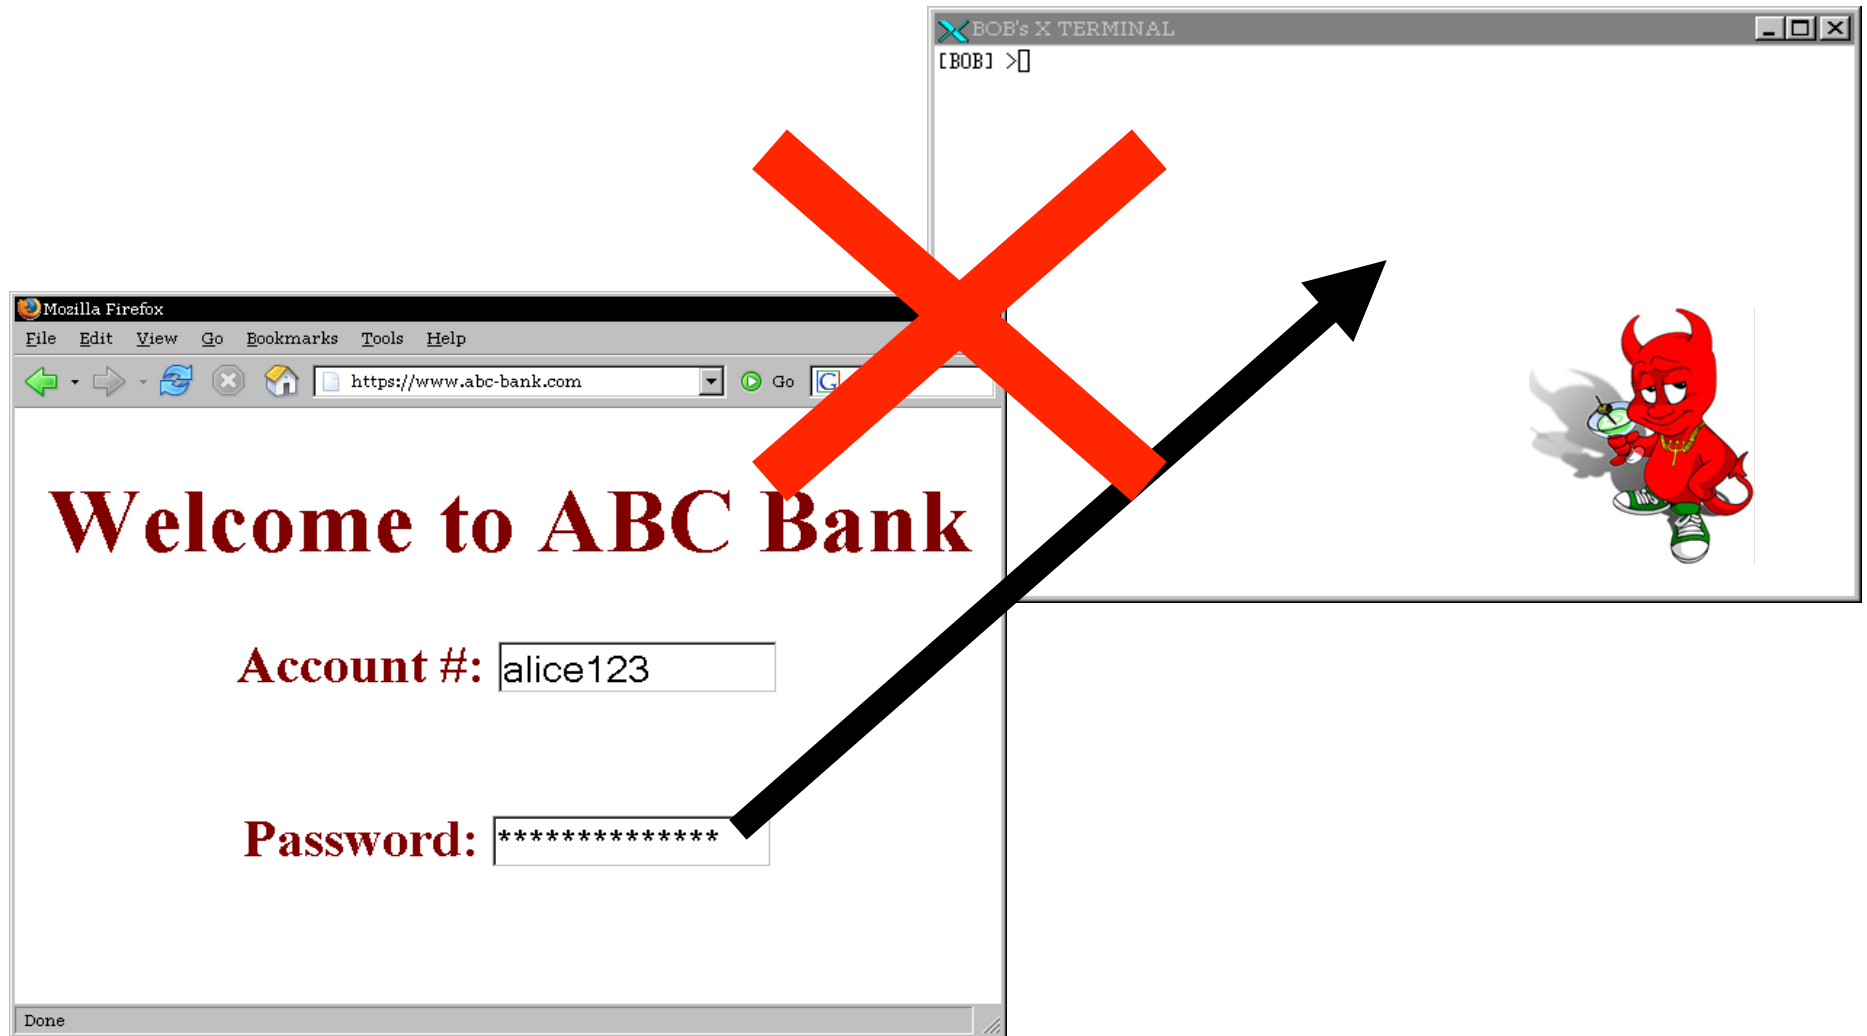 BOB's X TERMINAL
[BOB] >
Mozilla Firefox
File Edit View Go Bookmarks Tools Help
https://www.abc-bank.com Go G
Welcome to ABC Bank
Account #: alice123
Password: **************
Done